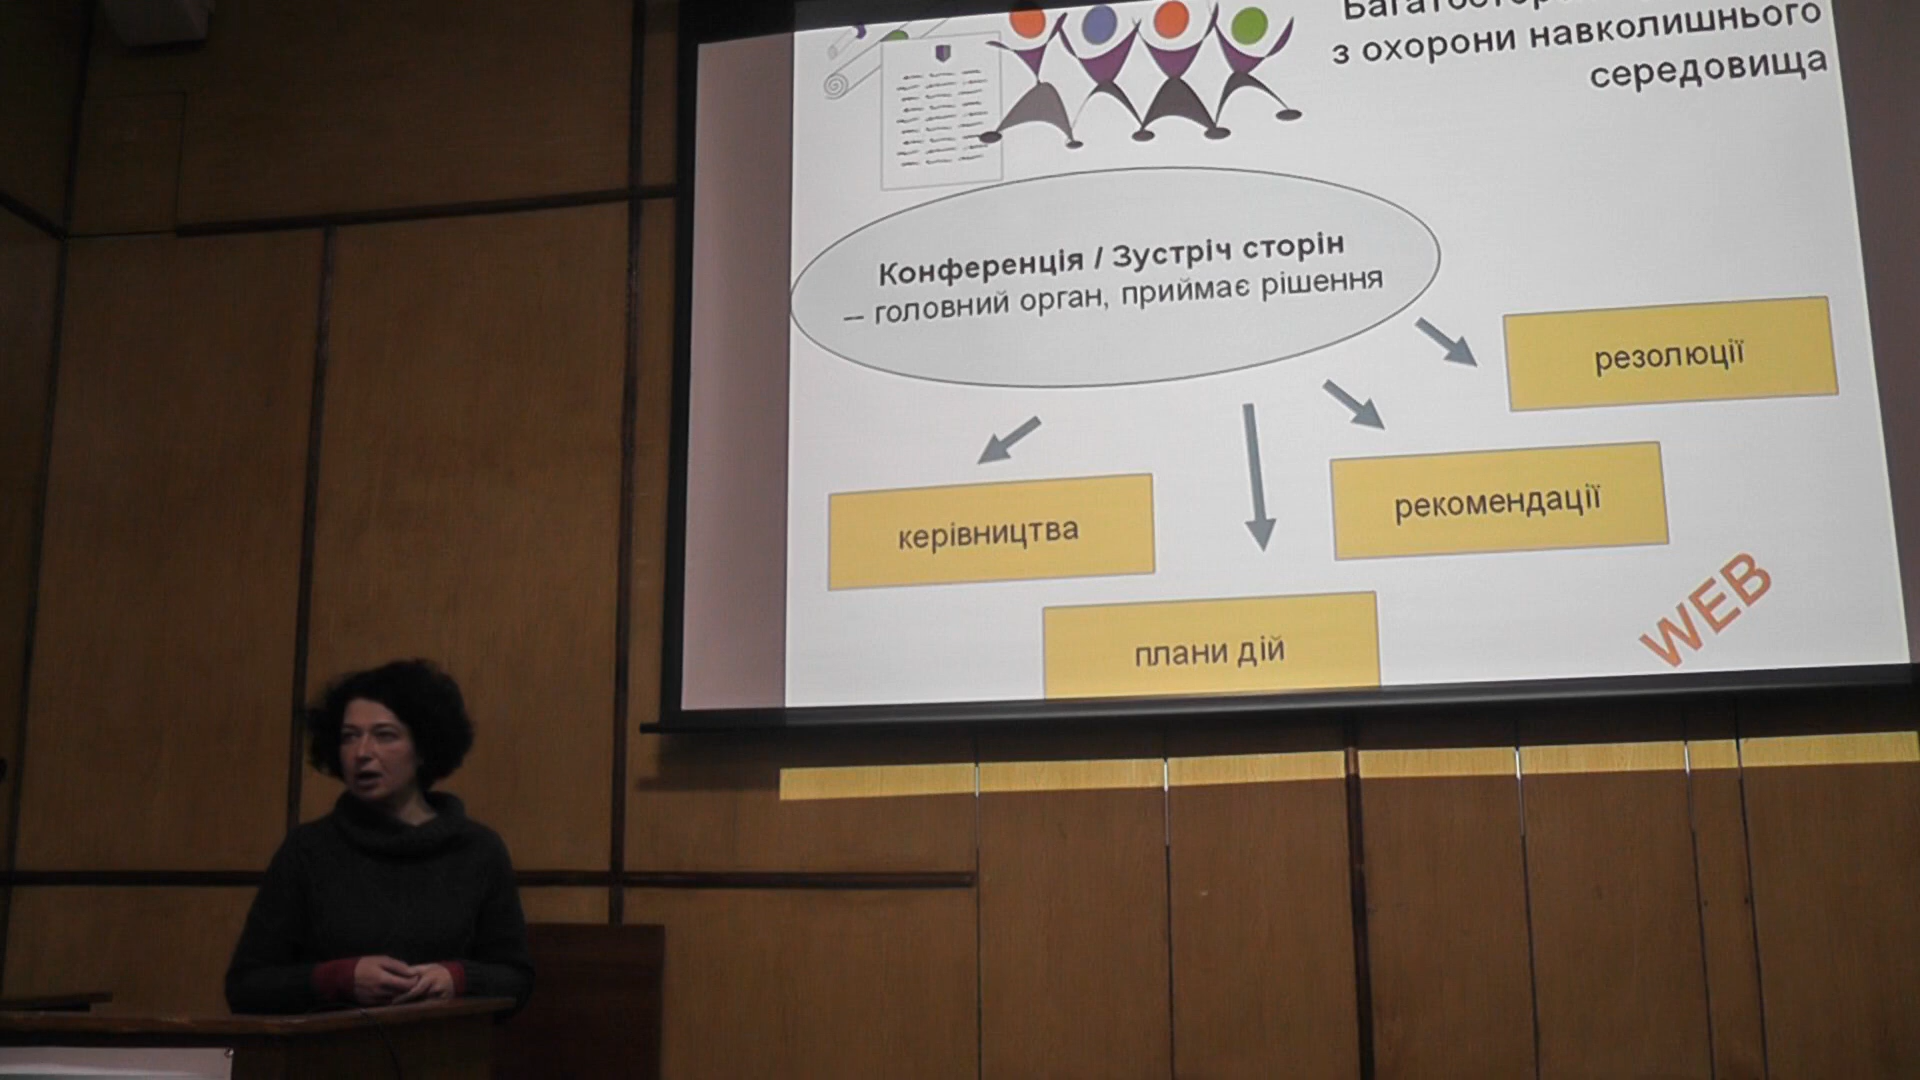 з охорони навколишнього
середовища
Конференція / Зустріч сторін
– головний орган, приймає рішення
резолюції
рекомендації
керівництва
плани дій
WEB